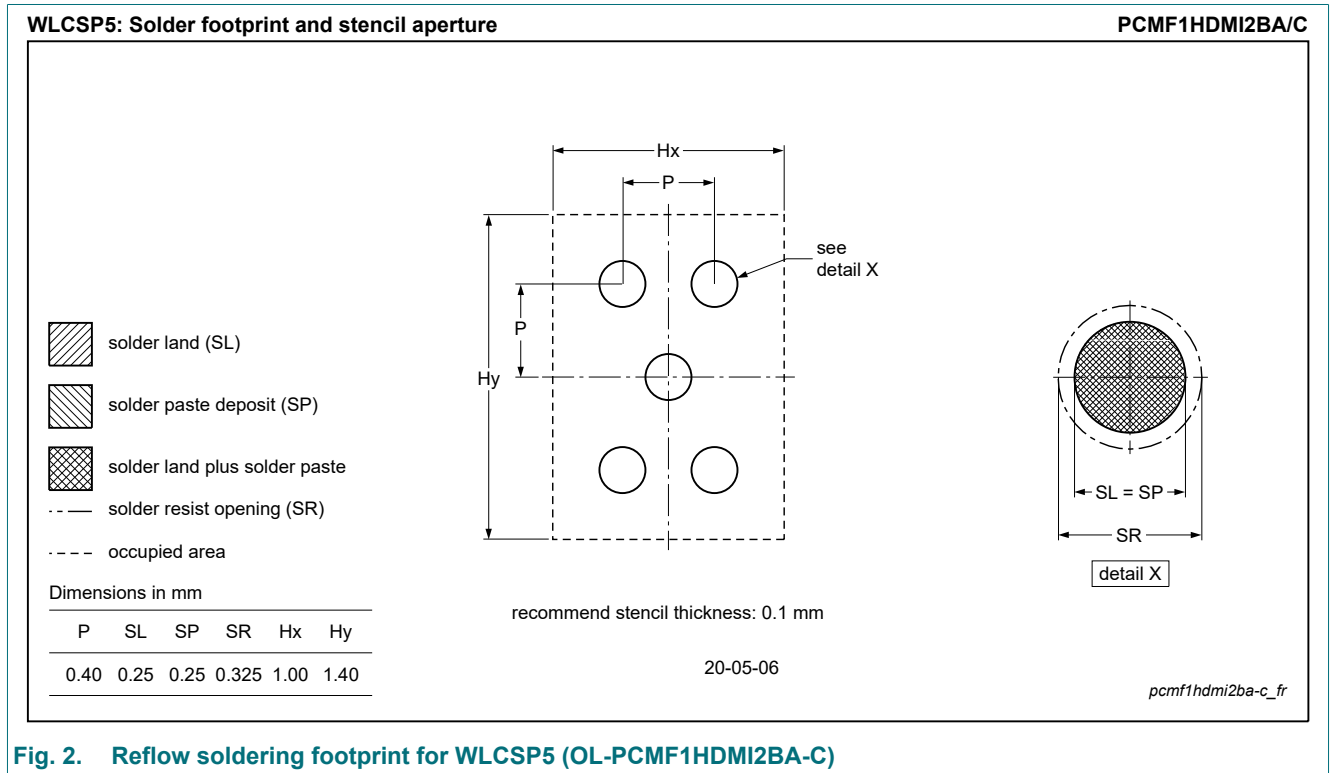 WLCSP5: Solder footprint and stencil aperture PCMF1HDMI2BA/C
Hx
P
see
detail X
P
Hy
solder land (SL)
solder paste deposit (SP)
solder land plus solder paste
solder resist opening (SR)
occupied area
SL = SP
SR
detail X
Dimensions in mm
P SL SP SR Hx Hy
0.40 0.25 0.25 0.325 1.00 1.40
recommend stencil thickness: 0.1 mm
20-05-06
pcmf1hdmi2ba-c_fr
Fig. 2. Reflow soldering footprint for WLCSP5 (OL-PCMF1HDMI2BA-C)